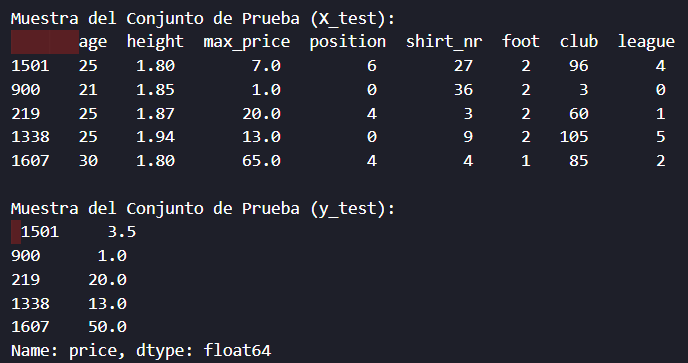 Muestra del Conjunto de Prueba (X_test):
age height max_price position shirt_nr foot club league
1501 25 1.80 7.0 6 27 2 96 4
900 21 1.85 1.0 0 36 2 3 0
219 25 1.87 20.0 4 3 2 60 1
1338 25 1.94 13.0 0 9 2 105 5
1607 30 1.80 65.0 4 4 1 85 2
Muestra del Conjunto de Prueba (y_test):
1501 3.5
900 1.0
219 20.0
1338 13.0
1607 50.0
Name: price, dtype: float64